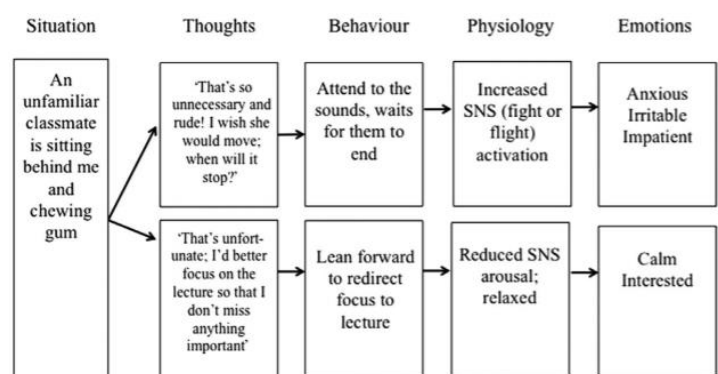 Situation
Thoughts
Behaviour
Physiology
Emotions
An
unfamiliar
classmate
is sitting
behind me
and
chewing
gum
'That's so
unnecessary and
rude! I wish she
would move;
when will it
stop?'
Attend to the
sounds, waits
for them to
end
Increased
SNS (fight or
flight)
activation
Anxious
Irritable
Impatient
'That's unfort-
unate; I'd better
focus on the
lecture so that I
don't miss
anything
important'
Lean forward
to redirect
focus to
lecture
Reduced SNS
arousal;
relaxed
Calm
Interested